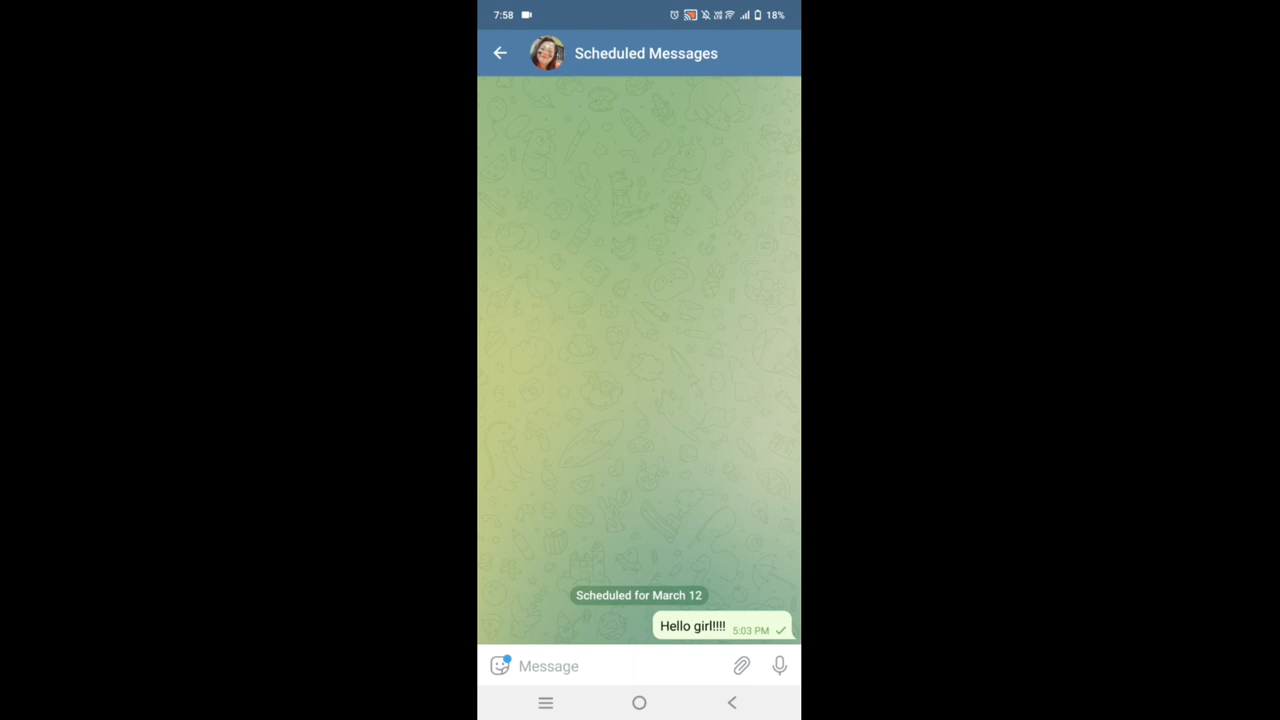 7:58 18%
Scheduled Messages
Scheduled for March 12
Hello girl!!!! 5:03 PM
Message